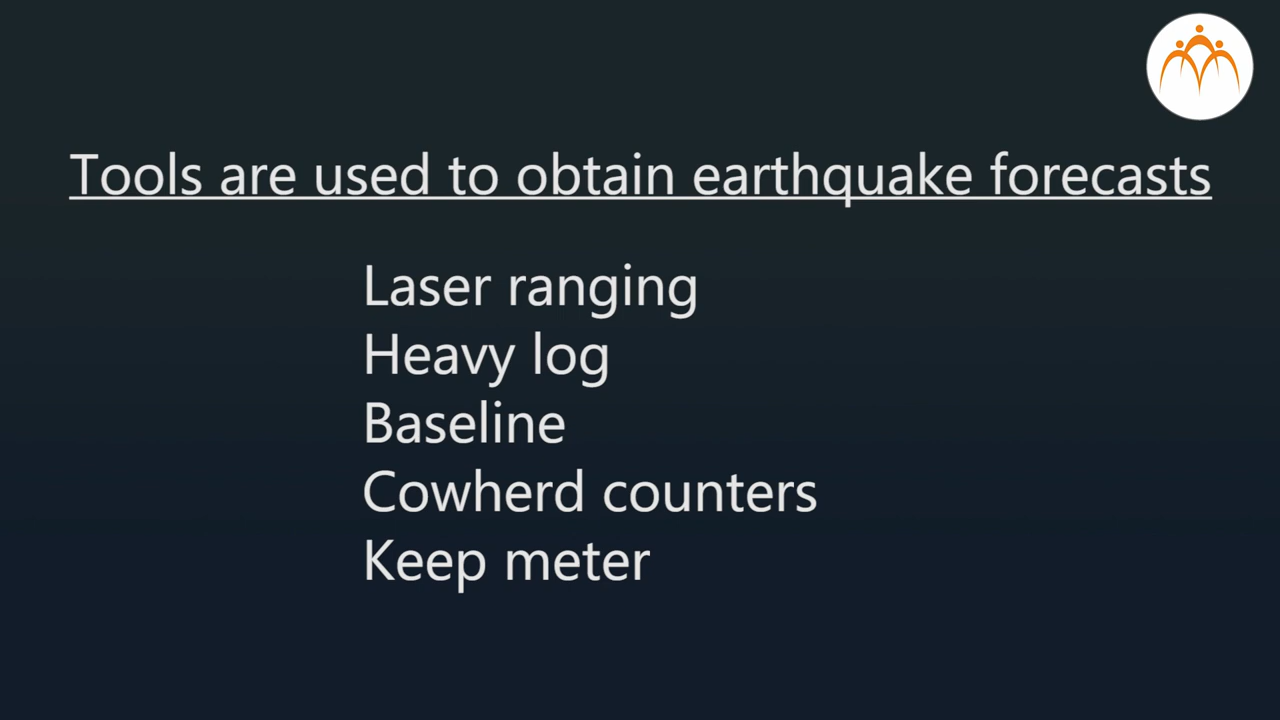 Tools are used to obtain earthquake forecasts
Laser ranging
Heavy log
Baseline
Cowherd counters
Keep meter